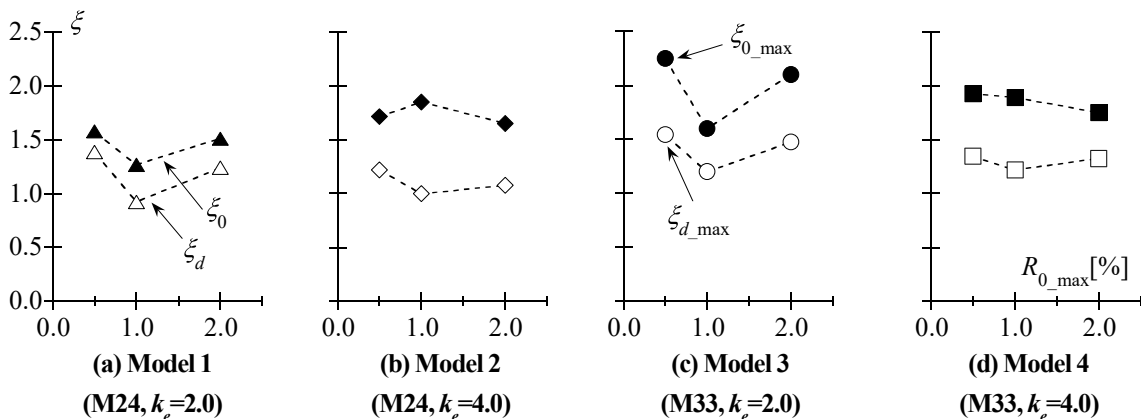 ξ
2.5
2.0
1.5
1.0
0.5
0.0
ξ0
ξd
ξ0_max
ξd_max
R0_max[%]
0.0 1.0 2.0 0.0 1.0 2.0 0.0 1.0 2.0 0.0 1.0 2.0
(a) Model 1 (b) Model 2 (c) Model 3 (d) Model 4
(M24, ke=2.0) (M24, ke=4.0) (M33, ke=2.0) (M33, ke=4.0)